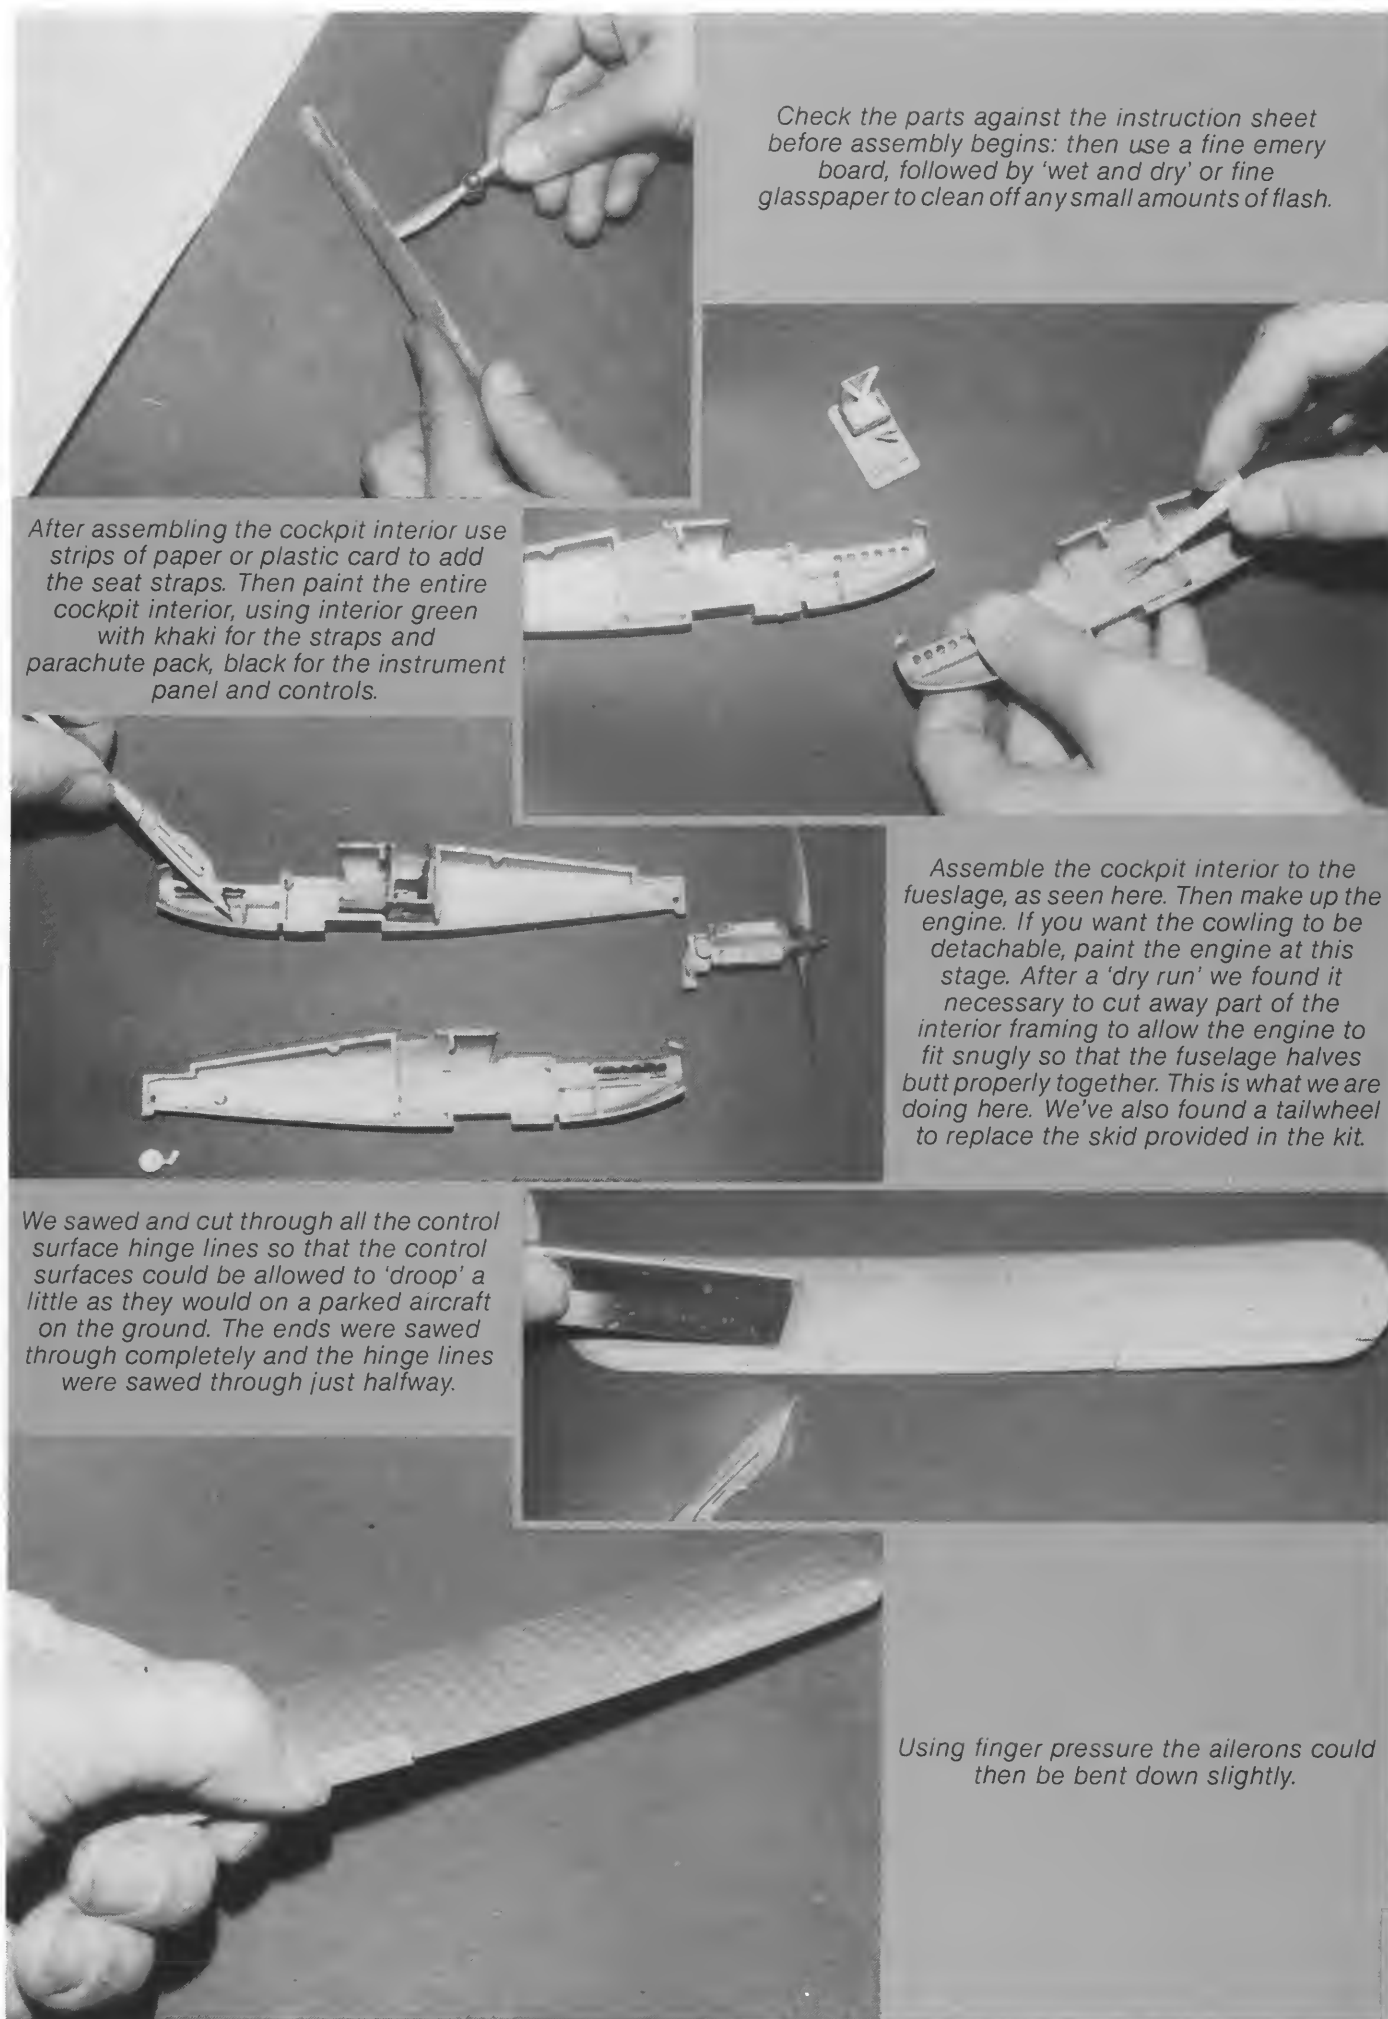 Check the parts against the instruction sheet
before assembly begins: then use a fine emery
board, followed by ‘wet and dry’ or fine
glasspaper to clean off any small amounts of flash.
After assembling the cockpit interior use
strips of paper or plastic card to add
the seat straps. Then paint the entire
cockpit interior, using interior green
with khaki for the straps and
parachute pack, black for the instrument
panel and controls.
Assemble the cockpit interior to the
fueslage, as seen here. Then make up the
engine. If you want the cowling to be
detachable, paint the engine at this
stage. After a ‘dry run’ we found it
necessary to cut away part of the
interior framing to allow the engine to
fit snugly so that the fuselage halves
butt properly together. This is what we are
doing here. We’ve also found a tailwheel
to replace the skid provided in the kit.
We sawed and cut through all the control
surface hinge lines so that the control
surfaces could be allowed to ‘droop’ a
little as they would on a parked aircraft
on the ground. The ends were sawed
through completely and the hinge lines
were sawed through just halfway.
Using finger pressure the ailerons could
then be bent down slightly.